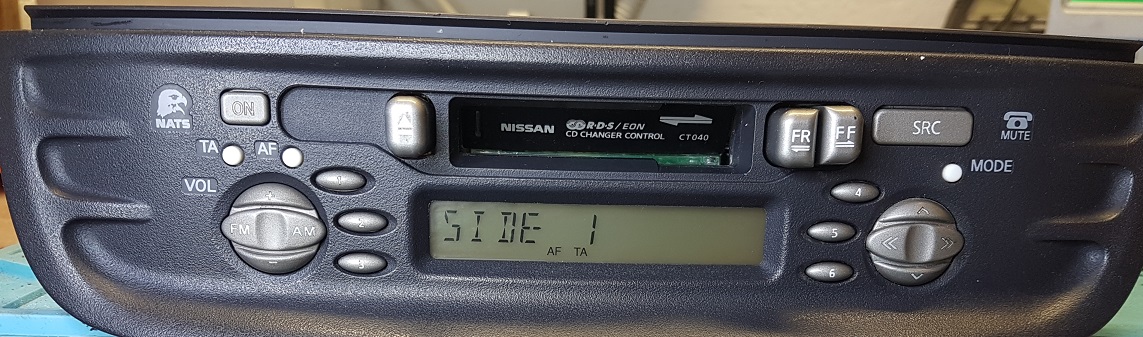 NATS
ON
TA
AF
VOL
+
FM
AM
-
1
2
3
NISSAN
R·D·S/EON
CD CHANGER CONTROL CT040
SIDE 1
AF TA
FR
FF
SRC
MUTE
MODE
4
5
6